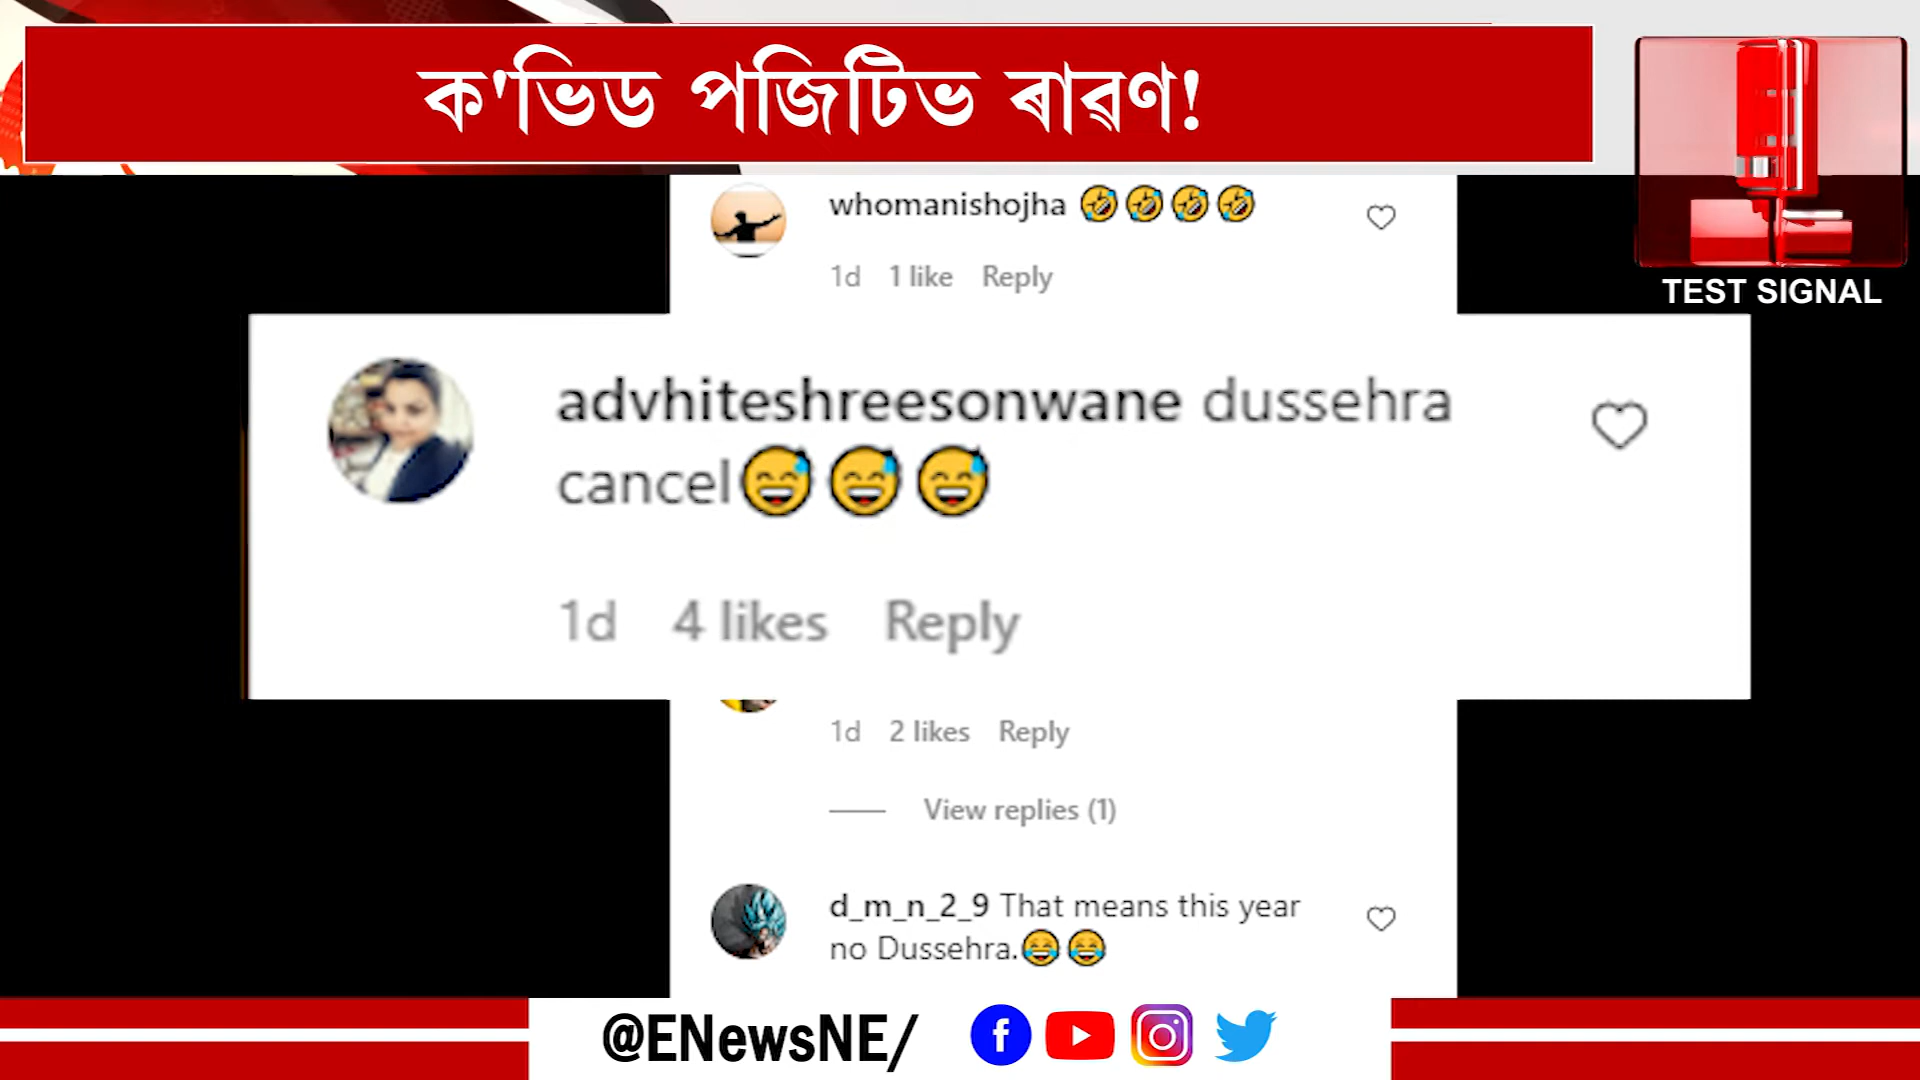 ক'ভিড পজিটিভ ৰাৱণ!
TEST SIGNAL
whomanishojha 🤣🤣🤣🤣
1d 1 like Reply
advhiteshreesonwane dussehra
cancel😅😅😅
1d 4 likes Reply
1d 2 likes Reply
View replies (1)
d_m_n_2_9 That means this year
no Dussehra.😂😂
@ENewsNE/